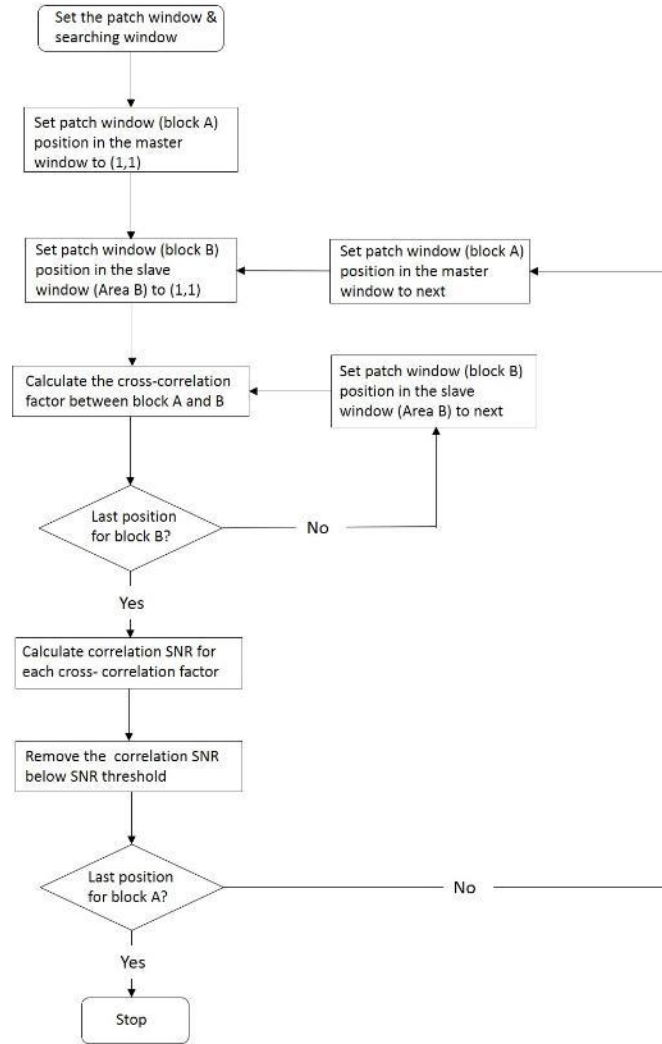 Set the patch window &
searching window
Set patch window (block A)
position in the master
window to (1,1)
Set patch window (block B)
position in the slave
window (Area B) to (1,1)
Set patch window (block A)
position in the master
window to next
Calculate the cross-correlation
factor between block A and B
Set patch window (block B)
position in the slave
window (Area B) to next
Last position
for block B?
No
Yes
Calculate correlation SNR for
each cross- correlation factor
Remove the correlation SNR
below SNR threshold
Last position
for block A?
No
Yes
Stop